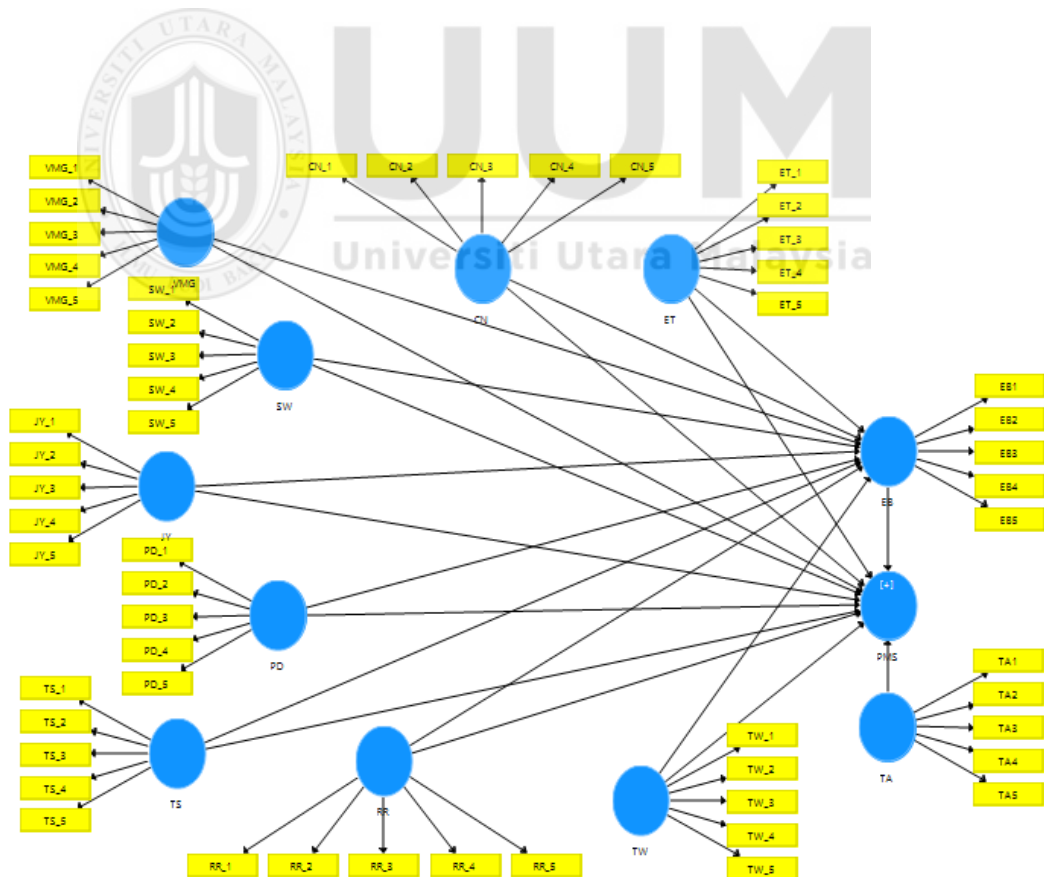 UNIVERSITI UTARA MALAYSIA
UUM
Universiti Utara Malaysia
VMG_1
VMG_2
VMG_3
VMG_4
VMG_5
VMG
CN_1
CN_2
CN_3
CN_4
CN_5
CN
ET_1
ET_2
ET_3
ET_4
ET_5
ET
SW_1
SW_2
SW_3
SW_4
SW_5
SW
JY_1
JY_2
JY_3
JY_4
JY_5
JY
EB1
EB2
EB3
EB4
EB5
EB
PD_1
PD_2
PD_3
PD_4
PD_5
PD
[+]
PMS
TS_1
TS_2
TS_3
TS_4
TS_5
TS
RR
RR_1
RR_2
RR_3
RR_4
RR_5
TW_1
TW_2
TW_3
TW_4
TW_5
TW
TA1
TA2
TA3
TA4
TA5
TA